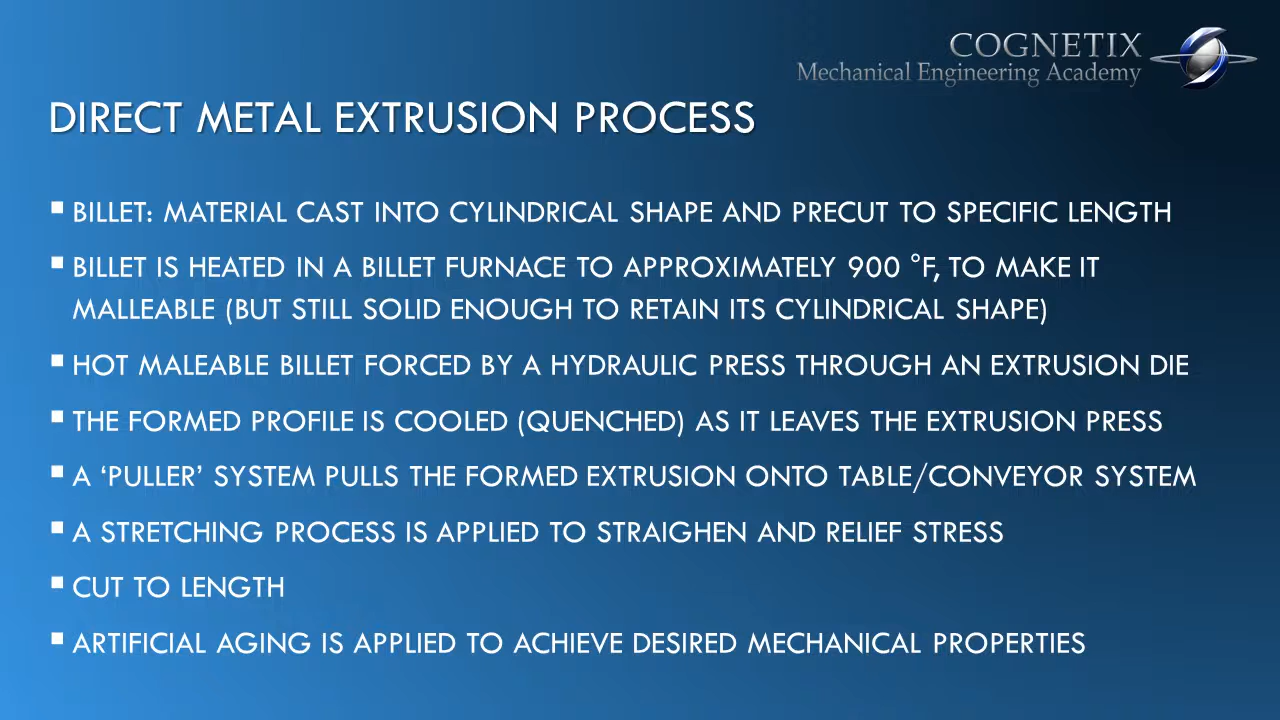 COGNETIX
Mechanical Engineering Academy
DIRECT METAL EXTRUSION PROCESS
▪ BILLET: MATERIAL CAST INTO CYLINDRICAL SHAPE AND PRECUT TO SPECIFIC LENGTH
▪ BILLET IS HEATED IN A BILLET FURNACE TO APPROXIMATELY 900 °F, TO MAKE IT
MALLEABLE (BUT STILL SOLID ENOUGH TO RETAIN ITS CYLINDRICAL SHAPE)
▪ HOT MALEABLE BILLET FORCED BY A HYDRAULIC PRESS THROUGH AN EXTRUSION DIE
▪ THE FORMED PROFILE IS COOLED (QUENCHED) AS IT LEAVES THE EXTRUSION PRESS
▪ A ‘PULLER’ SYSTEM PULLS THE FORMED EXTRUSION ONTO TABLE/CONVEYOR SYSTEM
▪ A STRETCHING PROCESS IS APPLIED TO STRAIGHEN AND RELIEF STRESS
▪ CUT TO LENGTH
▪ ARTIFICIAL AGING IS APPLIED TO ACHIEVE DESIRED MECHANICAL PROPERTIES